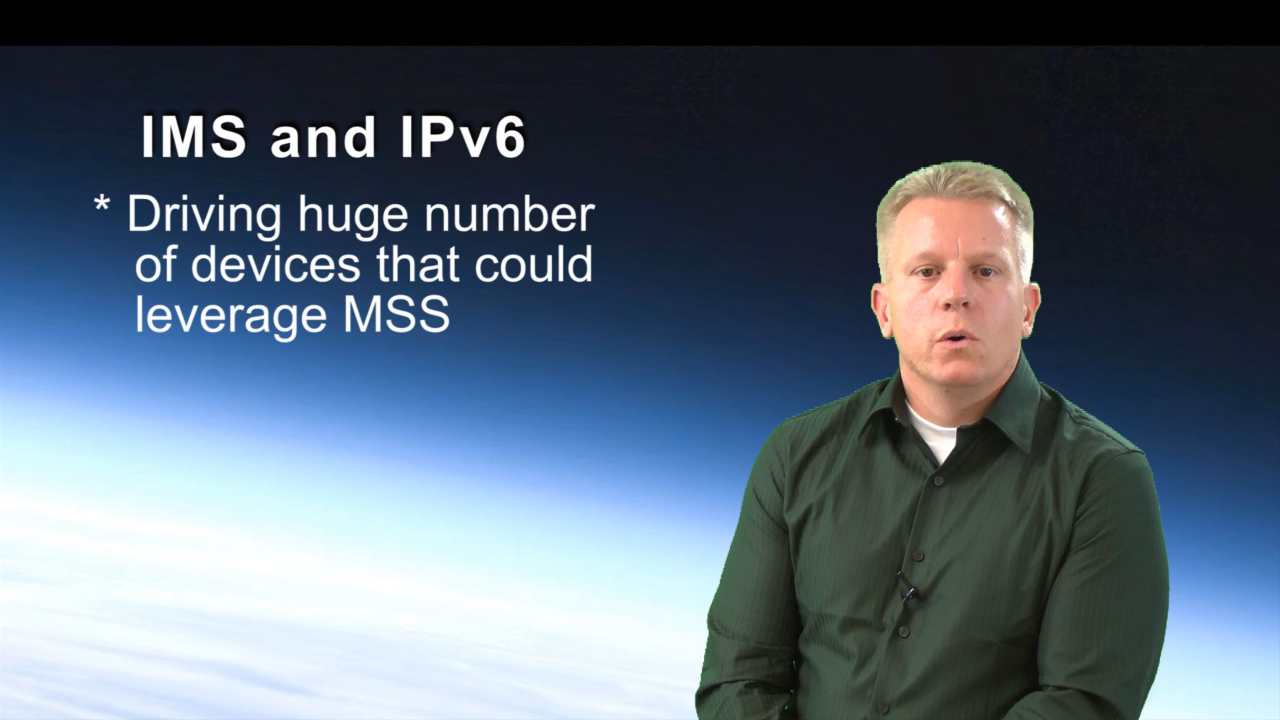 IMS and IPv6
* Driving huge number
of devices that could
leverage MSS